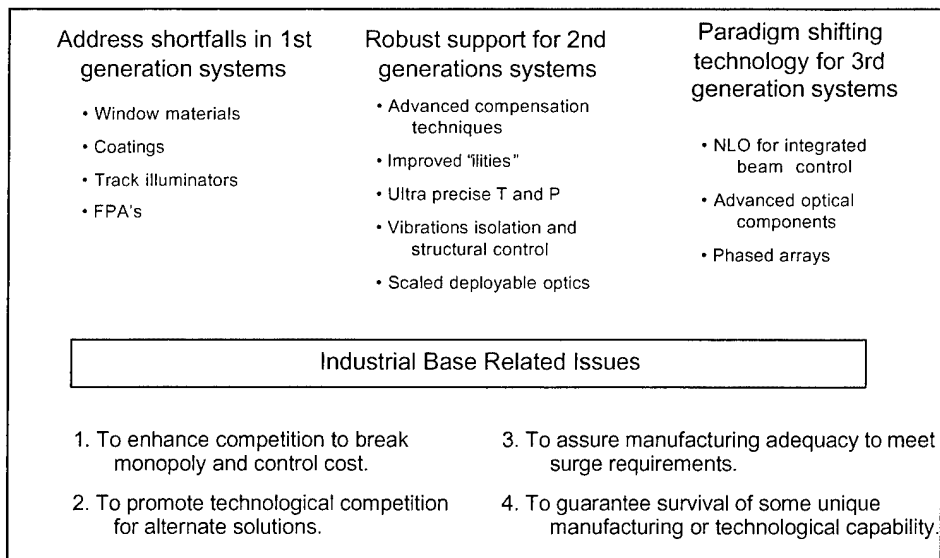 Address shortfalls in 1st
generation systems
• Window materials
• Coatings
• Track illuminators
• FPA's
Robust support for 2nd
generations systems
• Advanced compensation
techniques
• Improved "ilities"
• Ultra precise T and P
• Vibrations isolation and
structural control
• Scaled deployable optics
Paradigm shifting
technology for 3rd
generation systems
• NLO for integrated
beam control
• Advanced optical
components
• Phased arrays
Industrial Base Related Issues
1. To enhance competition to break
monopoly and control cost.
2. To promote technological competition
for alternate solutions.
3. To assure manufacturing adequacy to meet
surge requirements.
4. To guarantee survival of some unique
manufacturing or technological capability.